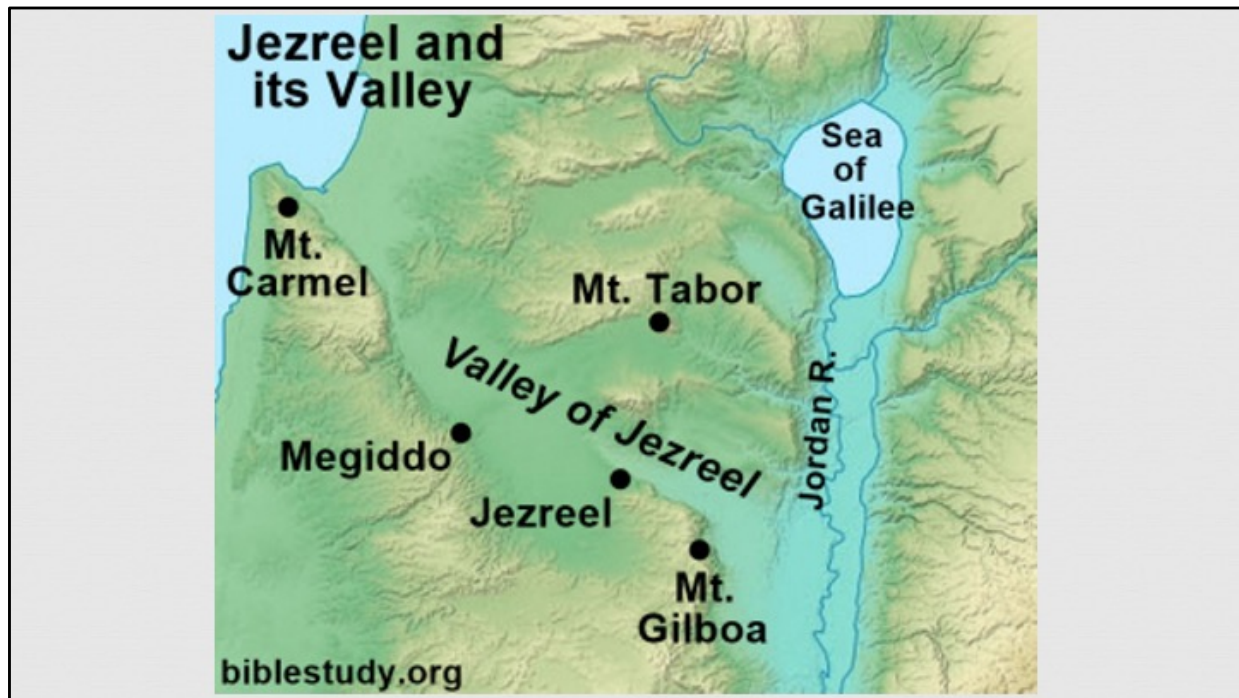 Jezreel and
its Valley
Sea
of
Galilee
Mt.
Carmel
Mt. Tabor
Valley of Jezreel
Jordan R.
Megiddo
Jezreel
Mt.
Gilboa
biblestudy.org